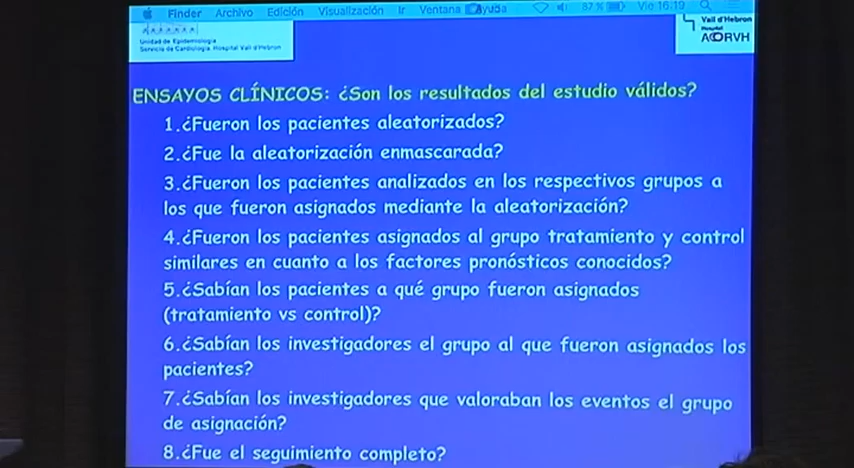 Finder Archivo Edición Visualización Ir Ventana Ayuda 87 % Vie 16:19
Unidad de Epidemiología
Servicio de Cardiología. Hospital Vall d'Hebron
Vall d'Hebron
Hospital
ACORVH
ENSAYOS CLÍNICOS: ¿Son los resultados del estudio válidos?
1.¿Fueron los pacientes aleatorizados?
2.¿Fue la aleatorización enmascarada?
3.¿Fueron los pacientes analizados en los respectivos grupos a
los que fueron asignados mediante la aleatorización?
4.¿Fueron los pacientes asignados al grupo tratamiento y control
similares en cuanto a los factores pronósticos conocidos?
5.¿Sabían los pacientes a qué grupo fueron asignados
(tratamiento vs control)?
6.¿Sabían los investigadores el grupo al que fueron asignados los
pacientes?
7.¿Sabían los investigadores que valoraban los eventos el grupo
de asignación?
8.¿Fue el seguimiento completo?